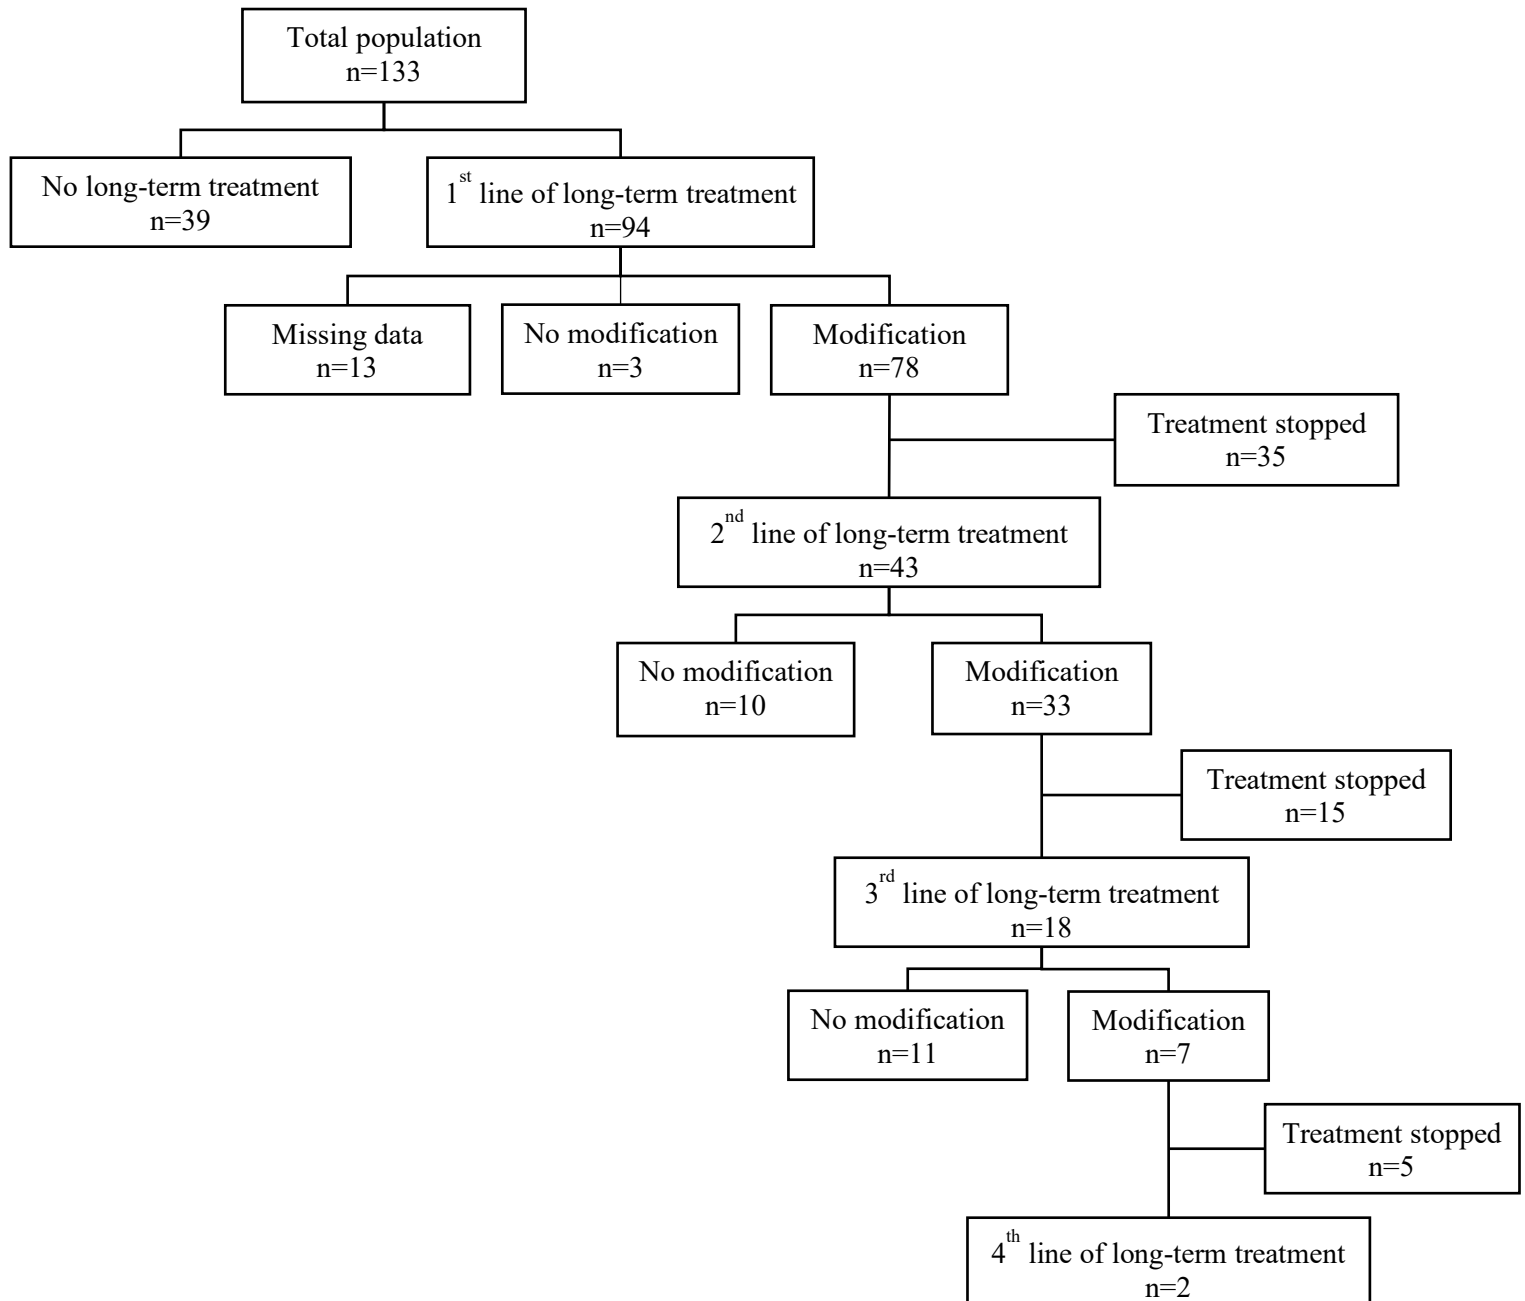 Total population
n=133
No long-term treatment
n=39
1st line of long-term treatment
n=94
Missing data
n=13
No modification
n=3
Modification
n=78
Treatment stopped
n=35
2nd line of long-term treatment
n=43
No modification
n=10
Modification
n=33
Treatment stopped
n=15
3rd line of long-term treatment
n=18
No modification
n=11
Modification
n=7
Treatment stopped
n=5
4th line of long-term treatment
n=2